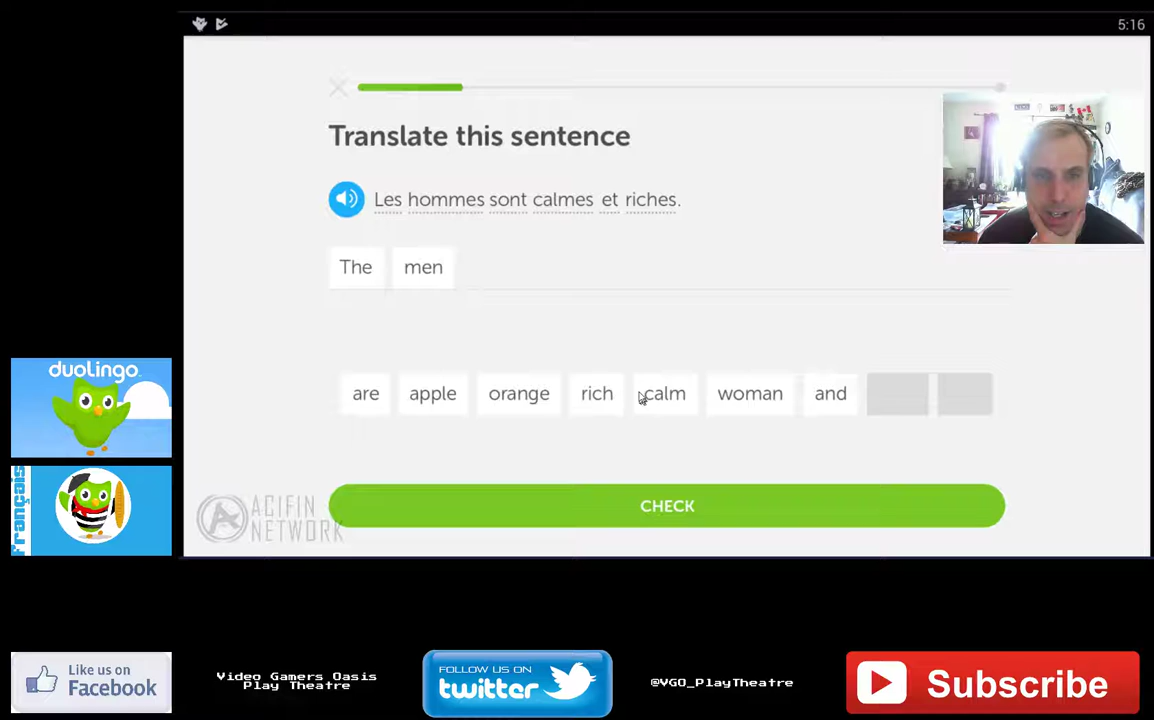 5:16
Translate this sentence
Les hommes sont calmes et riches.
The men
are apple orange rich calm woman and
CHECK
ACIFIN
NETWORK
duolingo
Français
Like us on
Facebook
Video Gamers Oasis
Play Theatre
FOLLOW US ON
twitter
@VGO_PlayTheatre
Subscribe